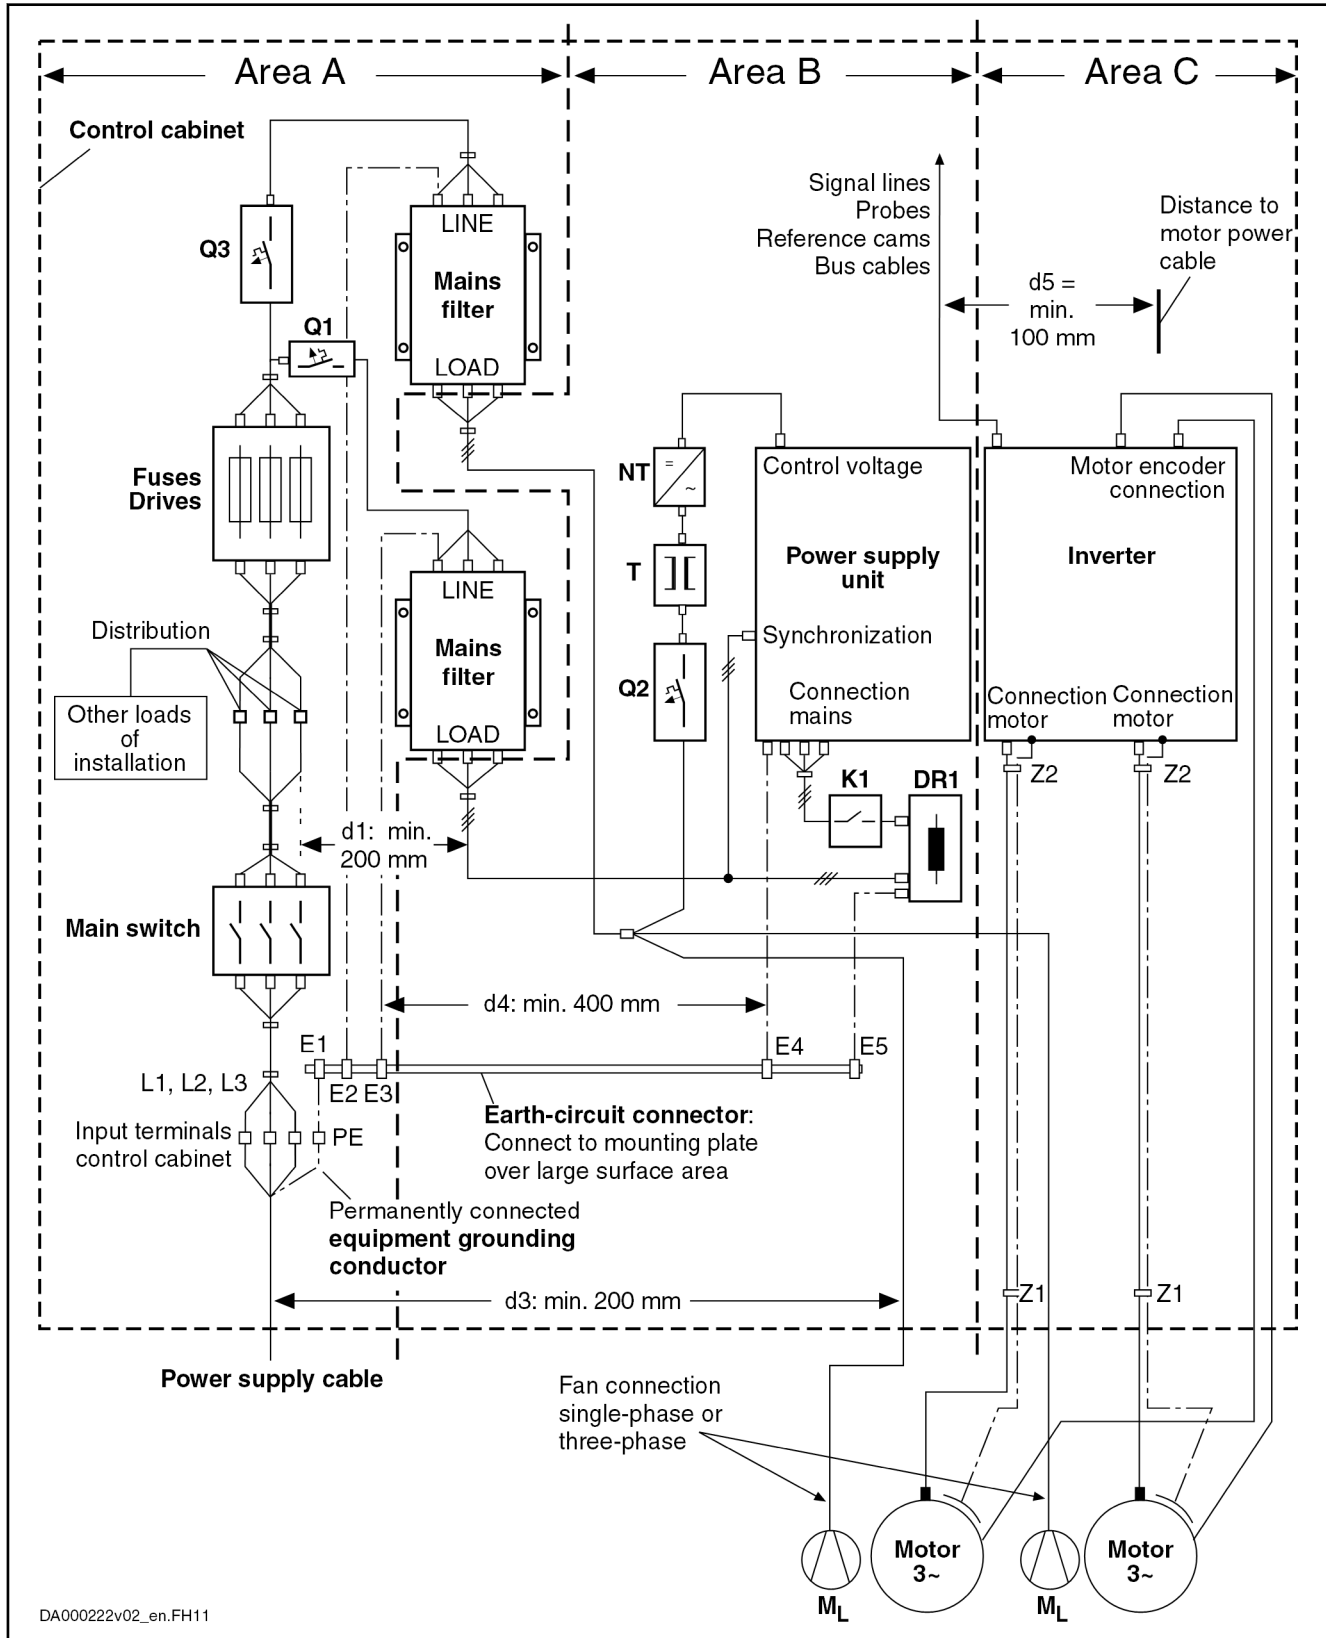 Area A
Area B
Area C
Control cabinet
Signal lines
Probes
Reference cams
Bus cables
Distance to
motor power
cable
d5 =
min.
100 mm
Q3
LINE
Mains
filter
LOAD
Q1
Fuses
Drives
NT
=
~
T
Q2
Control voltage
Power supply
unit
Synchronization
Connection
mains
Motor encoder
connection
Inverter
Connection
motor
Connection
motor
Z2
Z2
LINE
Mains
filter
LOAD
Distribution
Other loads
of
installation
K1
DR1
d1: min.
200 mm
Main switch
d4: min. 400 mm
E1
E2
E3
E4
E5
L1, L2, L3
Input terminals
control cabinet
PE
Earth-circuit connector:
Connect to mounting plate
over large surface area
Permanently connected
equipment grounding
conductor
d3: min. 200 mm
Z1
Z1
Power supply cable
Fan connection
single-phase or
three-phase
Motor
3~
Motor
3~
ML
ML
DA000222v02_en.FH11